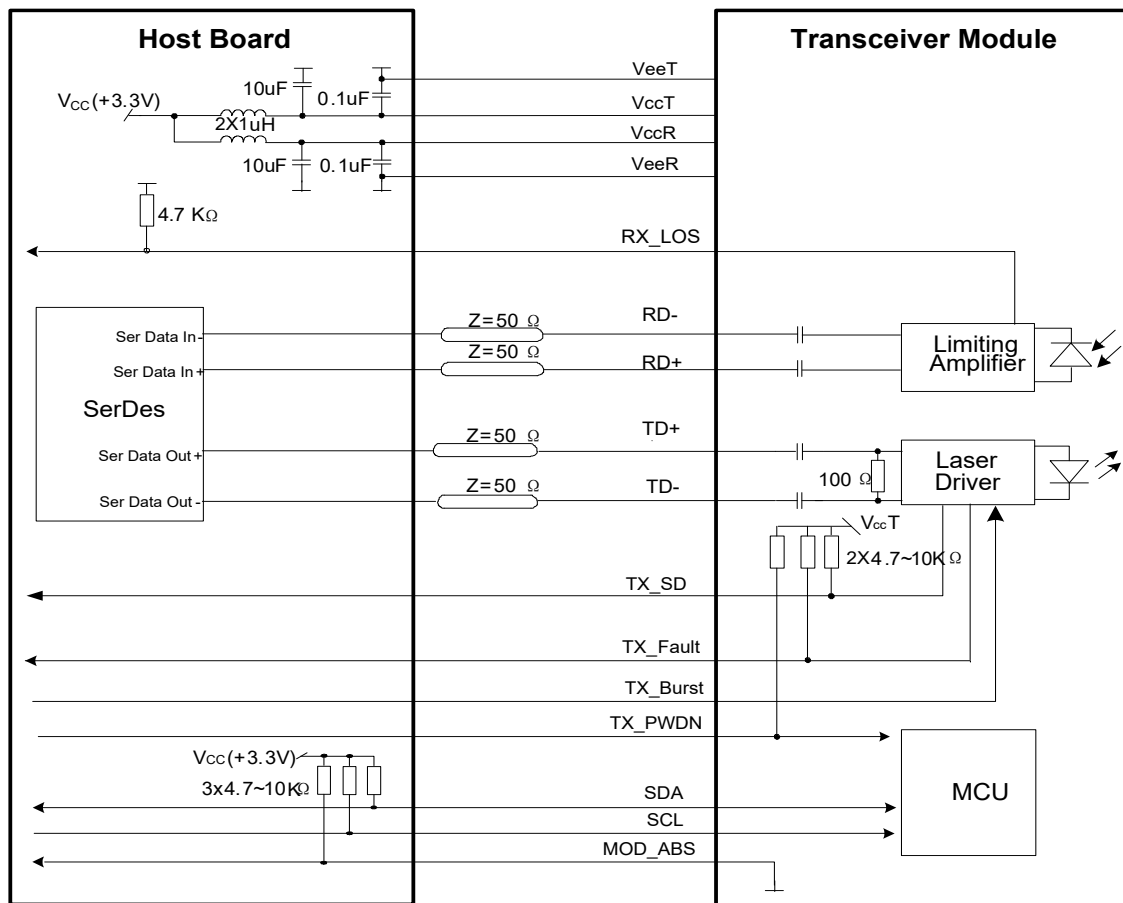 Host Board
Transceiver Module
VeeT
10uF
0.1uF
VCC(+3.3V)
VccT
2X1uH
VccR
10uF
0.1uF
VeeR
4.7 KΩ
RX_LOS
Z=50 Ω
RD-
Ser Data In-
Z=50 Ω
Limiting
Amplifier
Ser Data In+
RD+
SerDes
Z=50 Ω
TD+
Ser Data Out+
Laser
Driver
100 Ω
Z=50 Ω
TD-
Ser Data Out-
VccT
2X4.7~10KΩ
TX_SD
TX_Fault
TX_Burst
TX_PWDN
VCC(+3.3V)
3x4.7~10KΩ
SDA
MCU
SCL
MOD_ABS